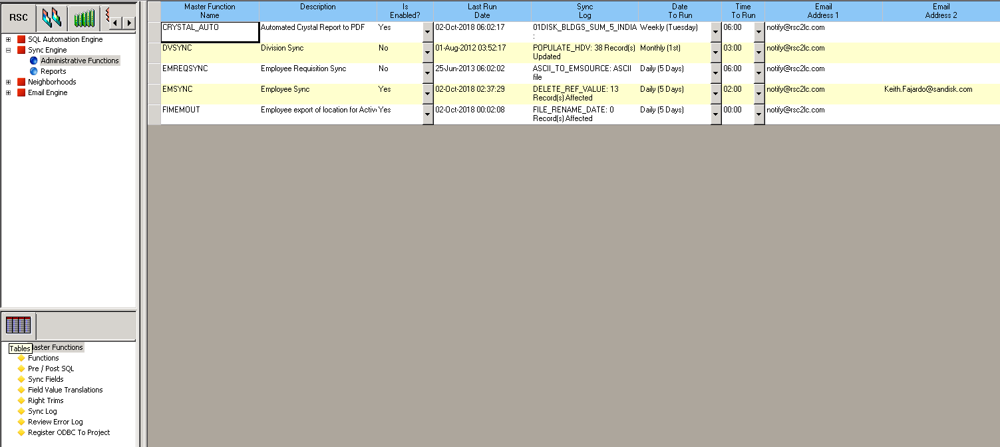 RSC
SQL Automation Engine
Sync Engine
Administrative Functions
Reports
Neighborhoods
Email Engine
Tables
aster Functions
Functions
Pre / Post SQL
Sync Fields
Field Value Translations
Right Trims
Sync Log
Review Error Log
Register ODBC To Project
Master Function Name Description Is Enabled? Last Run Date Sync Log Date To Run Time To Run Email Address 1 Email Address 2
CRYSTAL_AUTO Automated Crystal Report to PDF Yes 02-Oct-2018 06:02:17 01DISK_BLDGS_SUM_5_INDIA Weekly (Tuesday) 06:00 notify@rsc2lc.com
:
DVSYNC Division Sync No 01-Aug-2012 03:52:17 POPULATE_HDV: 38 Record(s) Monthly (1st) 03:00 notify@rsc2lc.com
Updated
EMREQSYNC Employee Requisition Sync No 25-Jun-2013 06:02:02 ASCII_TO_EMSOURCE: ASCII Daily (5 Days) 06:00 notify@rsc2lc.com
file
EMSYNC Employee Sync Yes 02-Oct-2018 02:37:29 DELETE_REF_VALUE: 13 Daily (5 Days) 02:00 notify@rsc2lc.com Keith.Fajardo@sandisk.com
Record(s) Affected
FIMEMOUT Employee export of location for Activ Yes 02-Oct-2018 00:02:08 FILE_RENAME_DATE: 0 Daily (5 Days) 00:00 notify@rsc2lc.com
Record(s) Affected